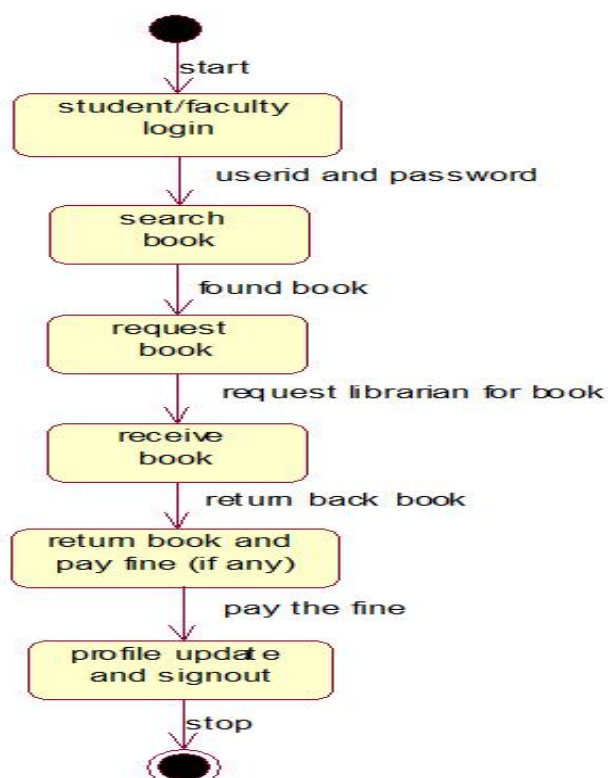 start
student/faculty
login
userid and password
search
book
found book
request
book
request librarian for book
receive
book
return back book
return book and
pay fine (if any)
pay the fine
profile update
and signout
stop